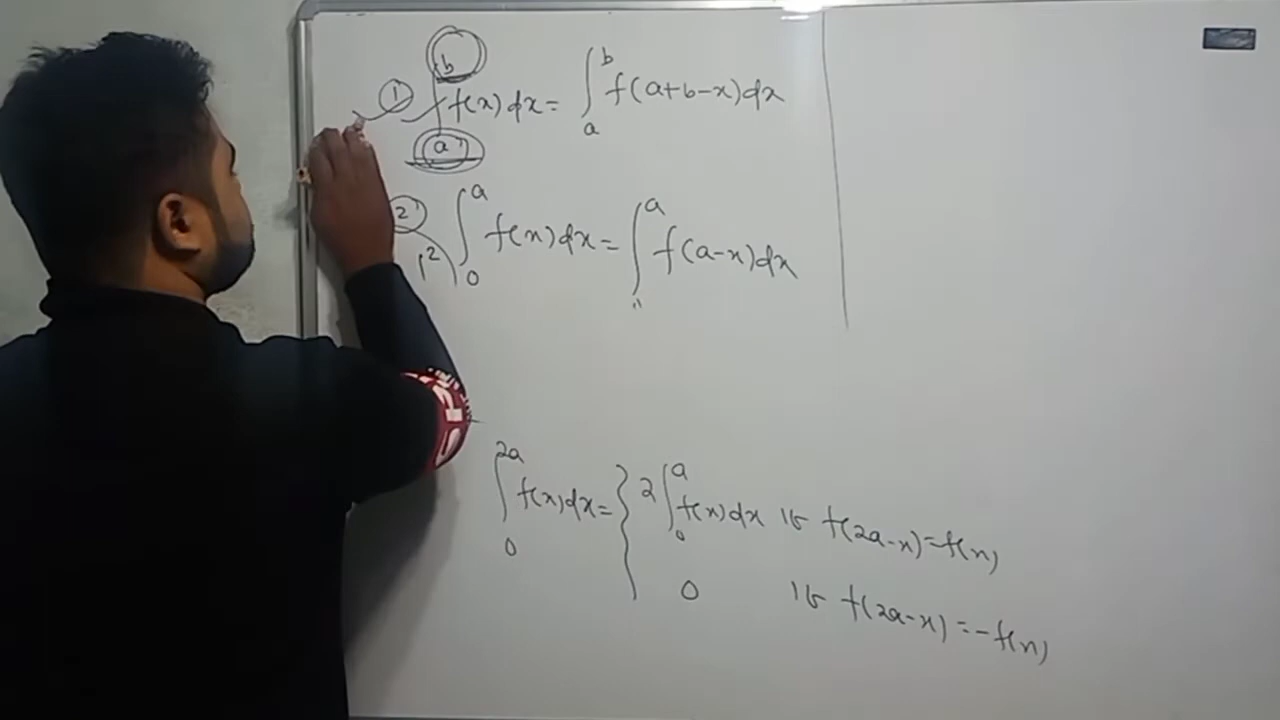 ① ∫_a^b f(x)dx = ∫_a^b f(a+b-x)dx
② ∫_0^a f(x)dx = ∫^a f(a-x)dx
∫_0^{2a} f(x)dx = } 2∫_0^a f(x)dx if f(2a-x)=f(x)
0 if f(2a-x)=-f(x)